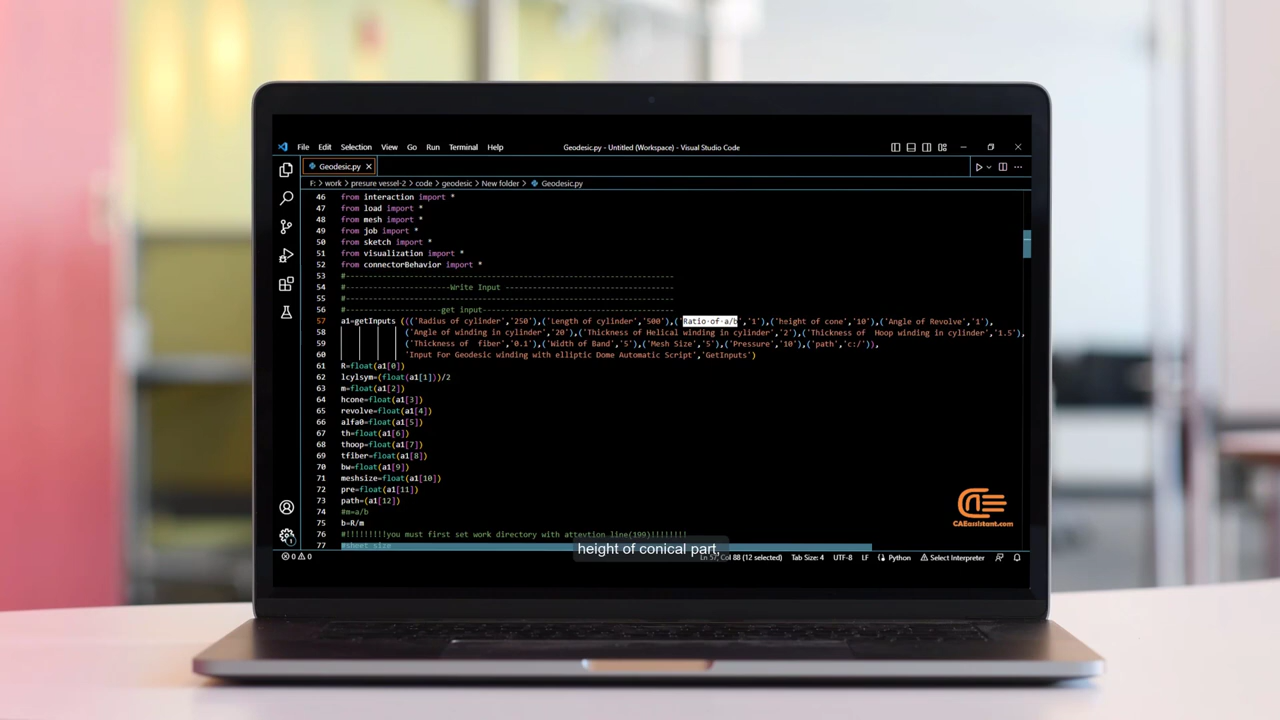 File Edit Selection View Go Run Terminal Help Geodesic.py - Untitled (Workspace) - Visual Studio Code
Geodesic.py
F: > work > presure vessel-2 > code > geodesic > New folder > Geodesic.py
46 from interaction import *
47 from load import *
48 from mesh import *
49 from job import *
50 from sketch import *
51 from visualization import *
52 from connectorBehavior import *
53 #--------------------------------------------------------------------------
54 #-----------------------Write Input --------------------------------------
55 #--------------------------------------------------------------------------
56 #---------------------get input-------------------------------------------
57 a1=getInputs ((('Radius of cylinder','250'),('Length of cylinder','500'),('Ratio of a/b','1'),('height of cone','10'),('Angle of Revolve','1'),
58 ('Angle of winding in cylinder','20'),('Thickness of Helical winding in cylinder','2'),('Thickness of Hoop winding in cylinder','1.5'),
59 ('Thickness of fiber','0.1'),('Width of Band','5'),('Mesh Size','5'),('Pressure','10'),('path','c:/')),
60 'Input For Geodesic winding with elliptic Dome Automatic Script','GetInputs')
61 R=float(a1[0])
62 lcylsym=(float(a1[1]))/2
63 m=float(a1[2])
64 hcone=float(a1[3])
65 revolve=float(a1[4])
66 alfa0=float(a1[5])
67 th=float(a1[6])
68 thoop=float(a1[7])
69 tfiber=float(a1[8])
70 bw=float(a1[9])
71 meshsize=float(a1[10])
72 pre=float(a1[11])
73 path=(a1[12])
74 #m=a/b
75 b=R/m
76 #!!!!!!!!!you must first set work directory with attevtion line(199)!!!!!!!!
77 #sheet size
height of conical part,
CAEassistant.com
0 0 Col 88 (12 selected) Tab Size: 4 UTF-8 LF Python Select Interpreter